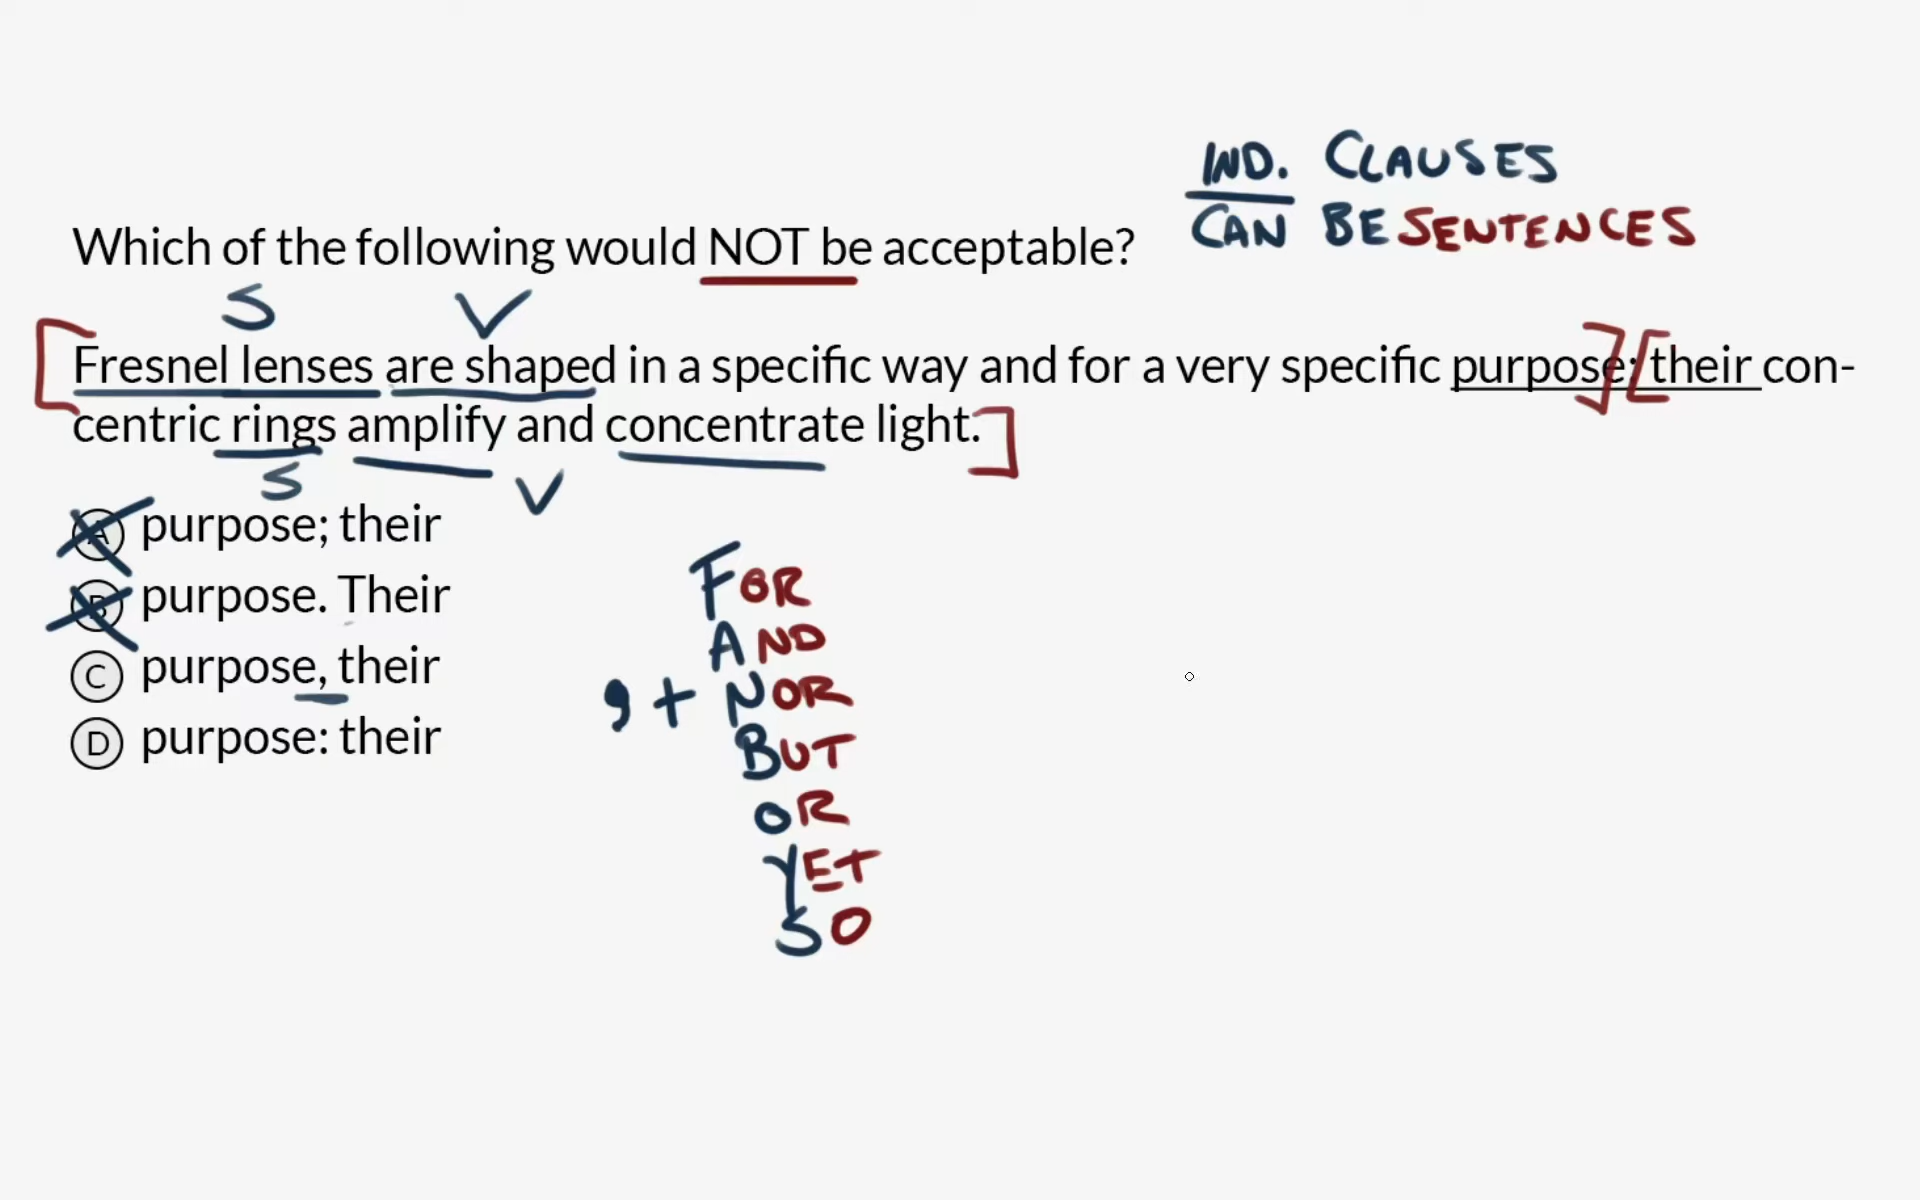 IND. CLAUSES
CAN BE SENTENCES
Which of the following would NOT be acceptable?
S V
Fresnel lenses are shaped in a specific way and for a very specific purpose; their con-
centric rings amplify and concentrate light.
S V
A purpose; their
B purpose. Their
C purpose, their
D purpose: their
FOR
AND
, + NOR
BUT
OR
YET
SO